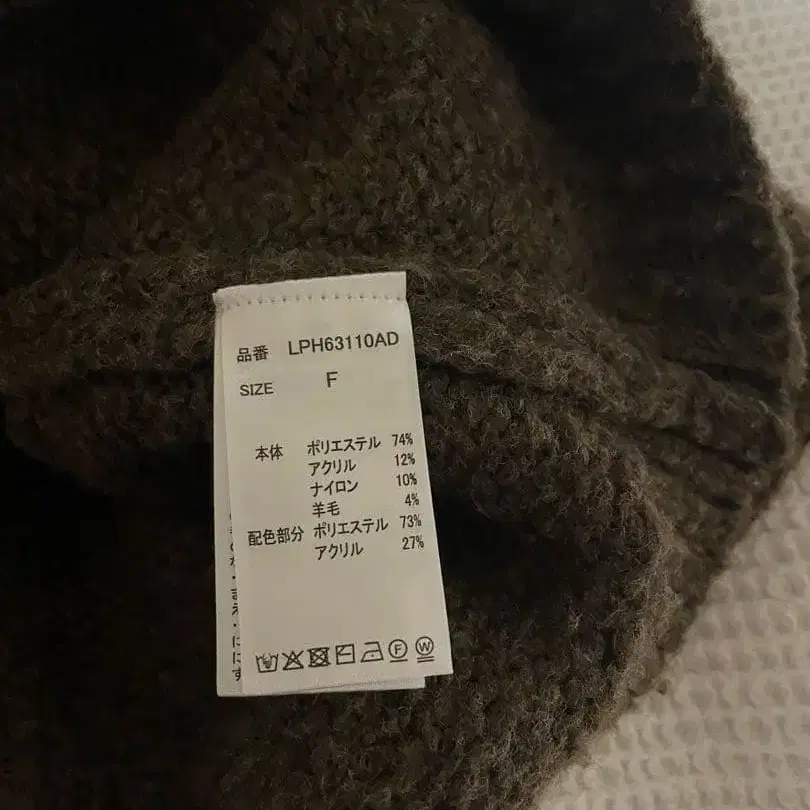 品番 LPH63110AD
SIZE F
本体 ポリエステル 74%
アクリル 12%
ナイロン 10%
羊毛 4%
配色部分 ポリエステル 73%
アクリル 27%
F W